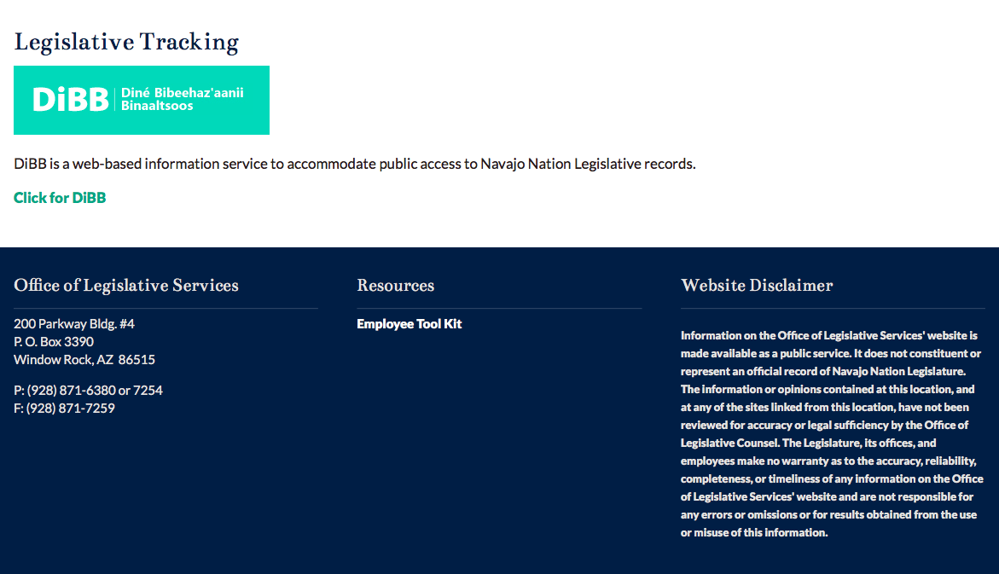 Legislative Tracking
DiBB Diné Bibeehaz'aanii
Binaaltsoos
DiBB is a web-based information service to accommodate public access to Navajo Nation Legislative records.
Click for DiBB
Office of Legislative Services
200 Parkway Bldg. #4
P. O. Box 3390
Window Rock, AZ  86515
P: (928) 871-6380 or 7254
F: (928) 871-7259
Resources
Employee Tool Kit
Website Disclaimer
Information on the Office of Legislative Services' website is
made available as a public service. It does not constitute or
represent an official record of Navajo Nation Legislature.
The information or opinions contained at this location, and
at any of the sites linked from this location, have not been
reviewed for accuracy or legal sufficiency by the Office of
Legislative Counsel. The Legislature, its offices, and
employees make no warranty as to the accuracy, reliability,
completeness, or timeliness of any information on the Office
of Legislative Services' website and are not responsible for
any errors or omissions or for results obtained from the use
or misuse of this information.